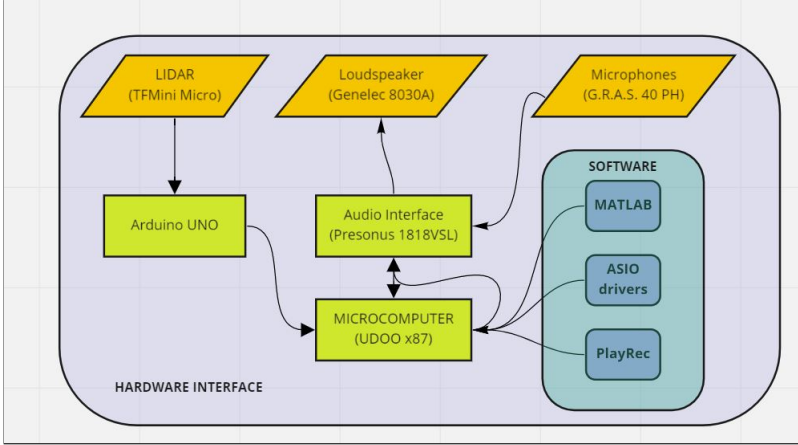 LIDAR
(TFMini Micro)
Loudspeaker
(Genelec 8030A)
Microphones
(G.R.A.S. 40 PH)
SOFTWARE
MATLAB
Arduino UNO
Audio Interface
(Presonus 1818VSL)
ASIO
drivers
MICROCOMPUTER
(UDOO x87)
PlayRec
HARDWARE INTERFACE